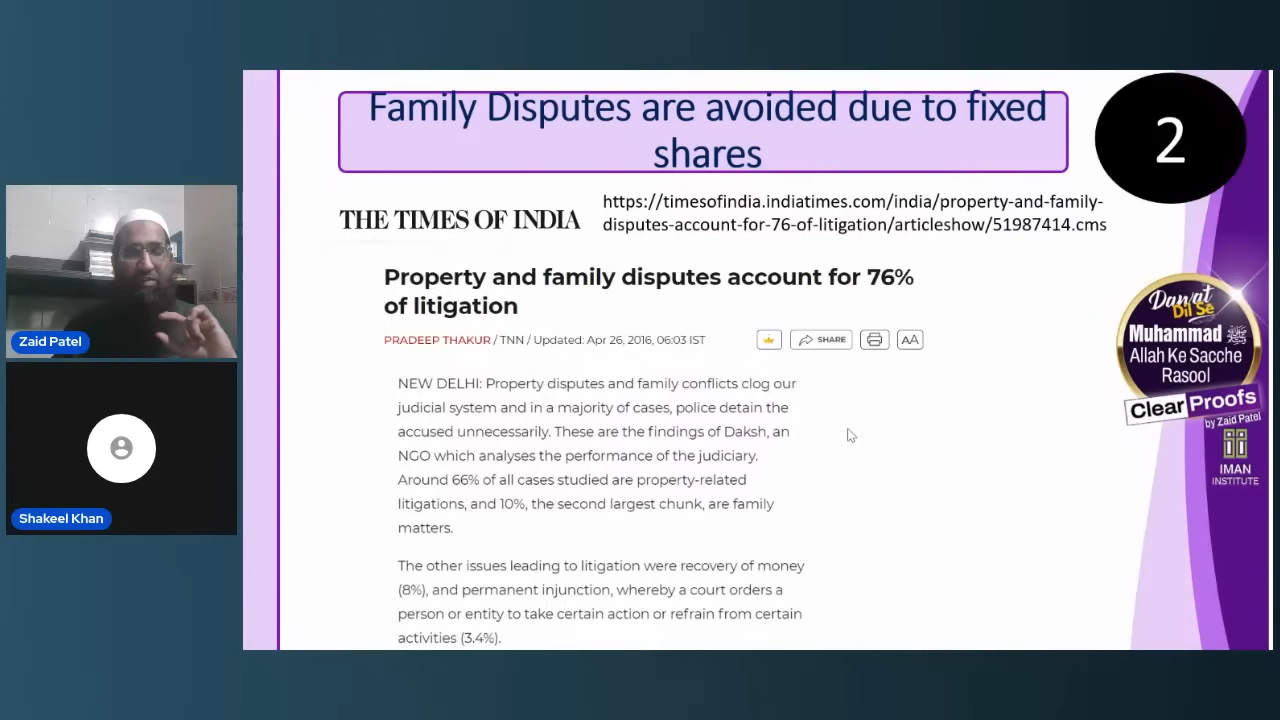 Family Disputes are avoided due to fixed
shares
2
THE TIMES OF INDIA
https://timesofindia.indiatimes.com/india/property-and-family-
disputes-account-for-76-of-litigation/articleshow/51987414.cms
Property and family disputes account for 76%
of litigation
PRADEEP THAKUR / TNN / Updated: Apr 26, 2016, 06:03 IST
SHARE
AA
NEW DELHI: Property disputes and family conflicts clog our
judicial system and in a majority of cases, police detain the
accused unnecessarily. These are the findings of Daksh, an
NGO which analyses the performance of the judiciary.
Around 66% of all cases studied are property-related
litigations, and 10%, the second largest chunk, are family
matters.
The other issues leading to litigation were recovery of money
(8%), and permanent injunction, whereby a court orders a
person or entity to take certain action or refrain from certain
activities (3.4%).
Dawat
Dil Se
Muhammad ﷺ
Allah Ke Sacche
Rasool
Clear Proofs
by Zaid Patel
IMAN
INSTITUTE
Zaid Patel
Shakeel Khan